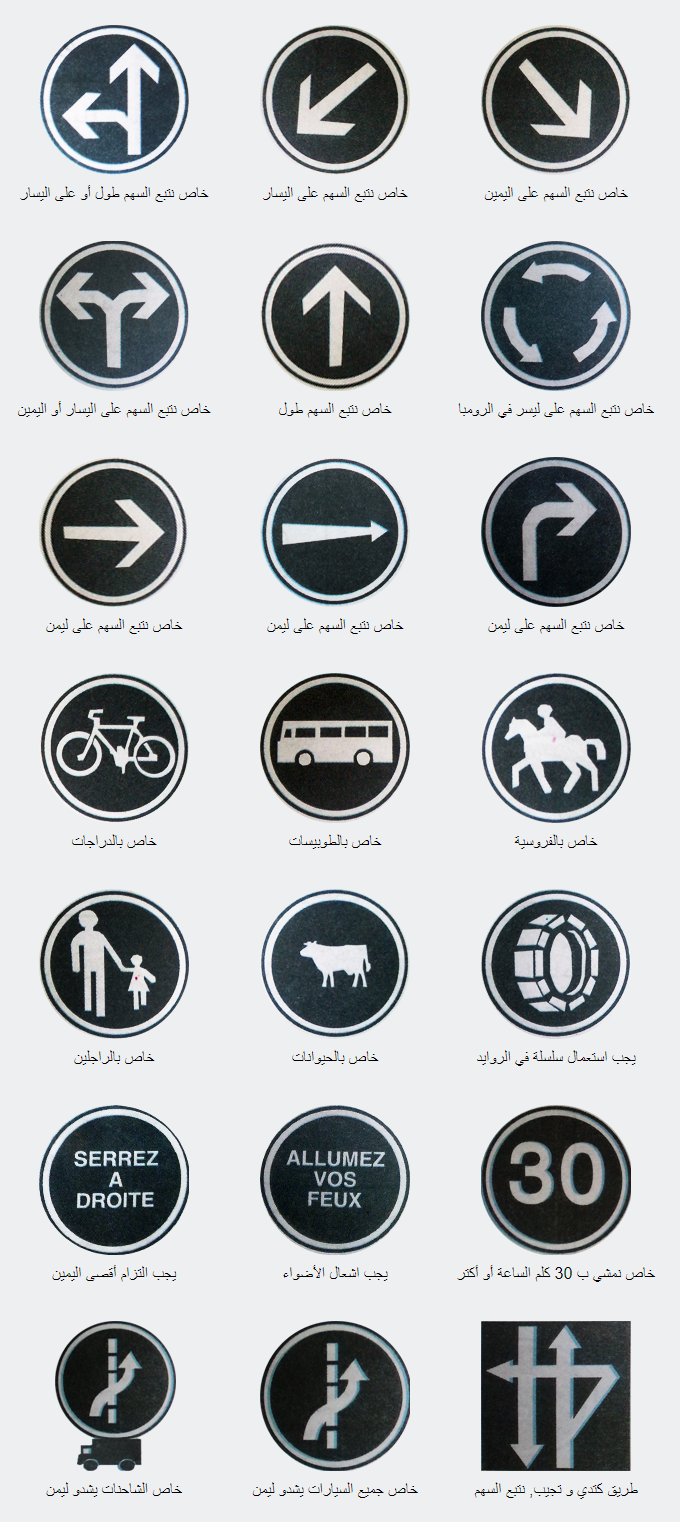 خاص نتبع السهم على اليمين
خاص نتبع السهم على اليسار
خاص نتبع السهم طول أو على اليسار
خاص نتبع السهم على ليسر في الرومبا
خاص نتبع السهم طول
خاص نتبع السهم على اليسار أو اليمين
خاص نتبع السهم على ليمن
خاص نتبع السهم على ليمن
خاص نتبع السهم على ليمن
خاص بالفروسية
خاص بالطوبيسات
خاص بالدراجات
يجب استعمال سلسلة في الروايد
خاص بالحيوانات
خاص بالراجلين
30
خاص نمشي ب 30 كلم الساعة أو أكتر
ALLUMEZ
VOS
FEUX
يجب اشعال الأضواء
SERREZ
A
DROITE
يجب التزام أقصى اليمين
طريق كتدي و تجيب, نتبع السهم
خاص جميع السيارات يشدو ليمن
خاص الشاحنات يشدو ليمن